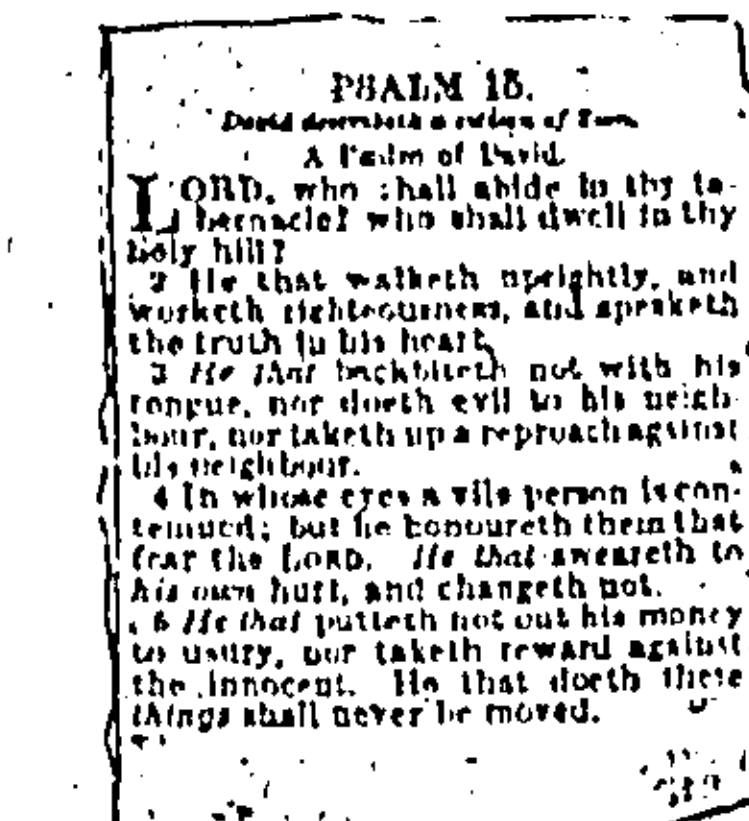 PSALM 15.
David describeth a citizen of Sion.
A Psalm of David.
LORD, who shall abide in thy ta-
bernacle? who shall dwell in thy
holy hill?
2 He that walketh uprightly, and
worketh righteousness, and speaketh
the truth in his heart.
3 He that backbiteth not with his
tongue, nor doeth evil to his neigh-
bour, nor taketh up a reproach against
his neighbour.
4 In whose eyes a vile person is con-
temned; but he honoureth them that
fear the LORD. He that sweareth to
his own hurt, and changeth not.
5 He that putteth not out his money
to usury, nor taketh reward against
the innocent. He that doeth these
things shall never be moved.